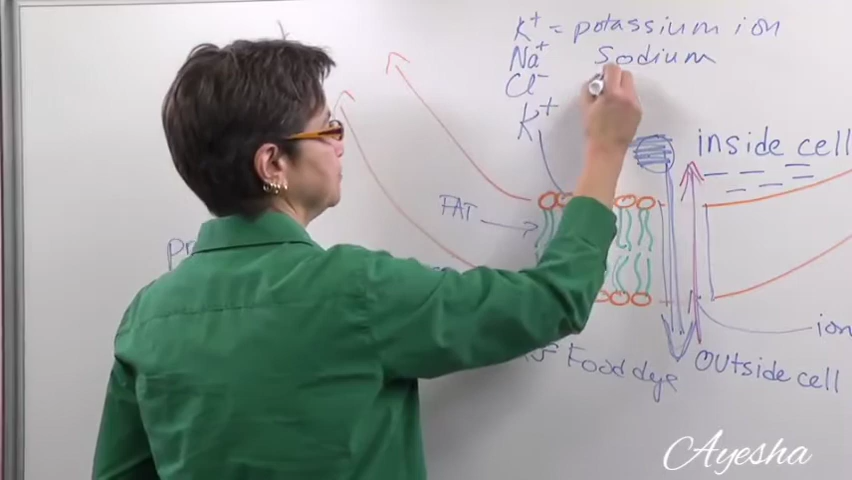 K+ = potassium ion
Na+ Sodium
Cl-
K+
inside cell
FAT
ion
Food dye
Outside cell
Ayesha